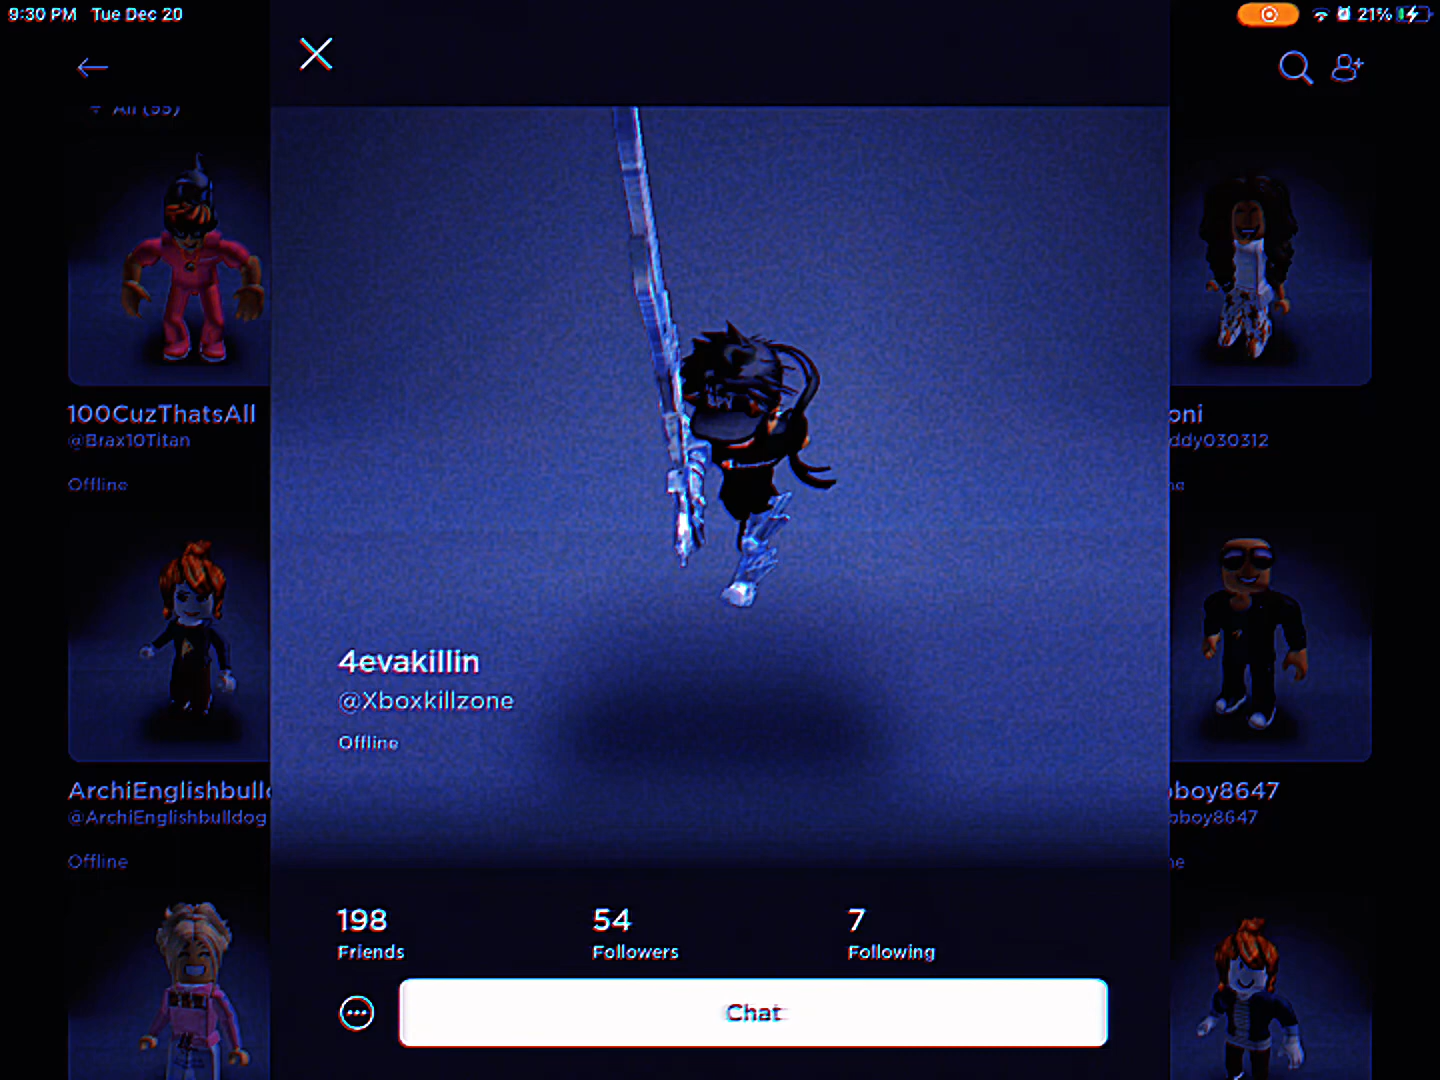 9:30 PM Tue Dec 20
21%
100CuzThatsAll
@Brax10Titan
Offline
oni
ddy030312
4evakillin
@Xboxkillzone
Offline
ArchiEnglishbulld
@ArchiEnglishbulldog
Offline
boy8647
boy8647
198
Friends
54
Followers
7
Following
Chat